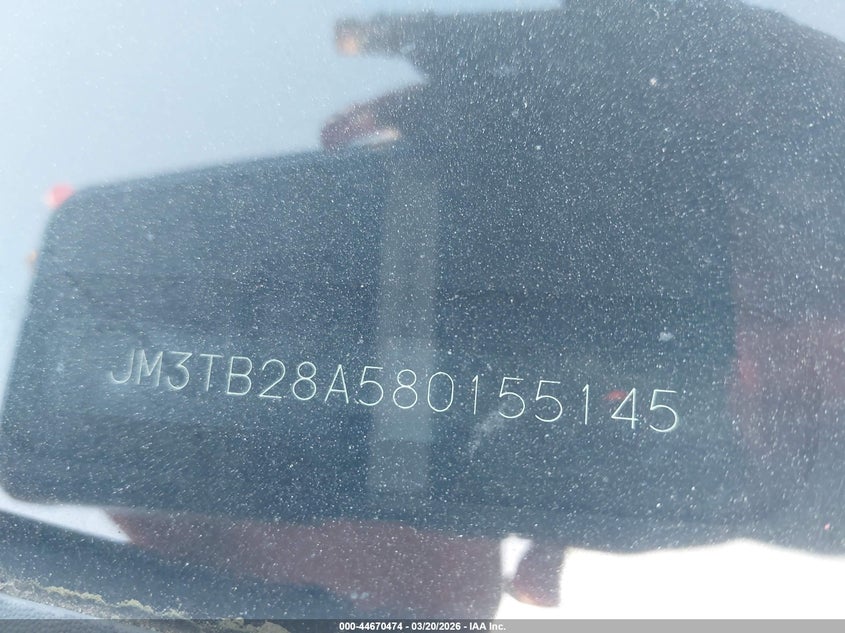 JM3TB28A580155145
000-44670474 — 03/20/2026 — IAA Inc.